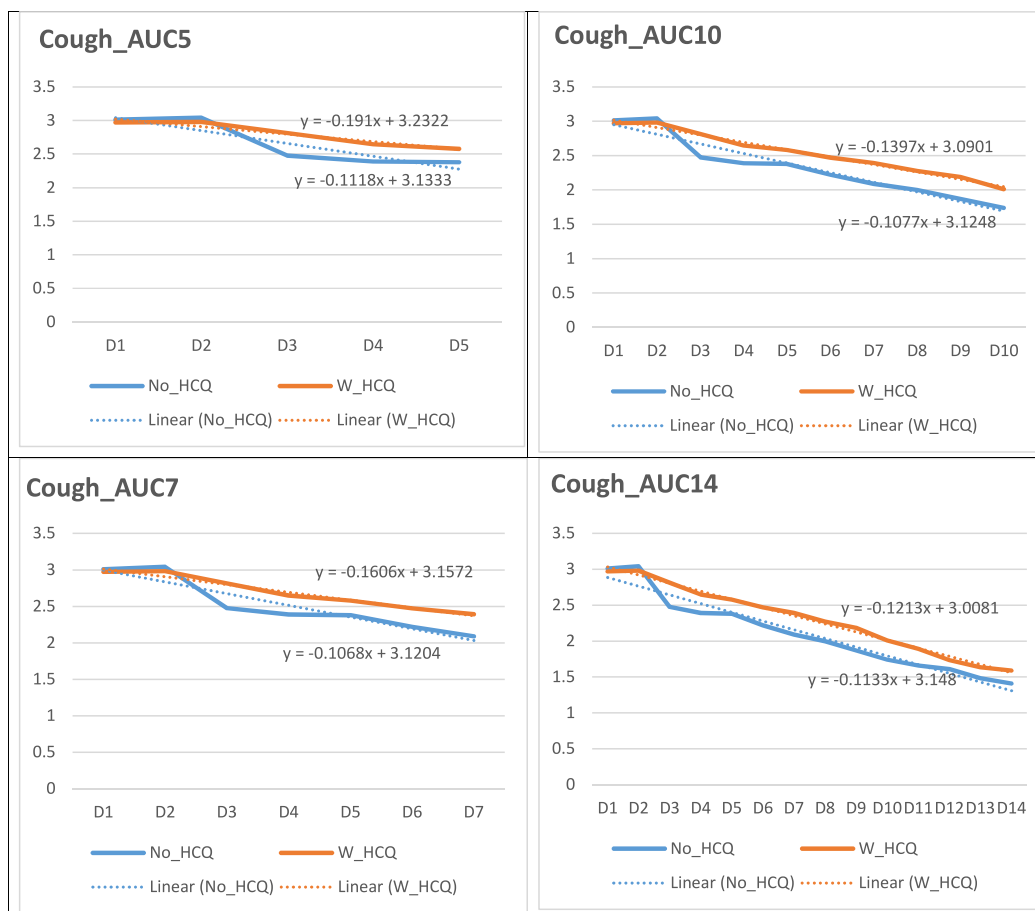 Cough_AUC5
3.5
3
2.5
2
1.5
1
0.5
0
y = -0.191x + 3.2322
y = -0.1118x + 3.1333
D1 D2 D3 D4 D5
No_HCQ W_HCQ
Linear (No_HCQ) Linear (W_HCQ)
Cough_AUC10
3.5
3
2.5
2
1.5
1
0.5
0
y = -0.1397x + 3.0901
y = -0.1077x + 3.1248
D1 D2 D3 D4 D5 D6 D7 D8 D9 D10
No_HCQ W_HCQ
Linear (No_HCQ) Linear (W_HCQ)
Cough_AUC7
3.5
3
2.5
2
1.5
1
0.5
0
y = -0.1606x + 3.1572
y = -0.1068x + 3.1204
D1 D2 D3 D4 D5 D6 D7
No_HCQ W_HCQ
Linear (No_HCQ) Linear (W_HCQ)
Cough_AUC14
3.5
3
2.5
2
1.5
1
0.5
0
y = -0.1213x + 3.0081
y = -0.1133x + 3.148
D1 D2 D3 D4 D5 D6 D7 D8 D9 D10 D11 D12 D13 D14
No_HCQ W_HCQ
Linear (No_HCQ) Linear (W_HCQ)